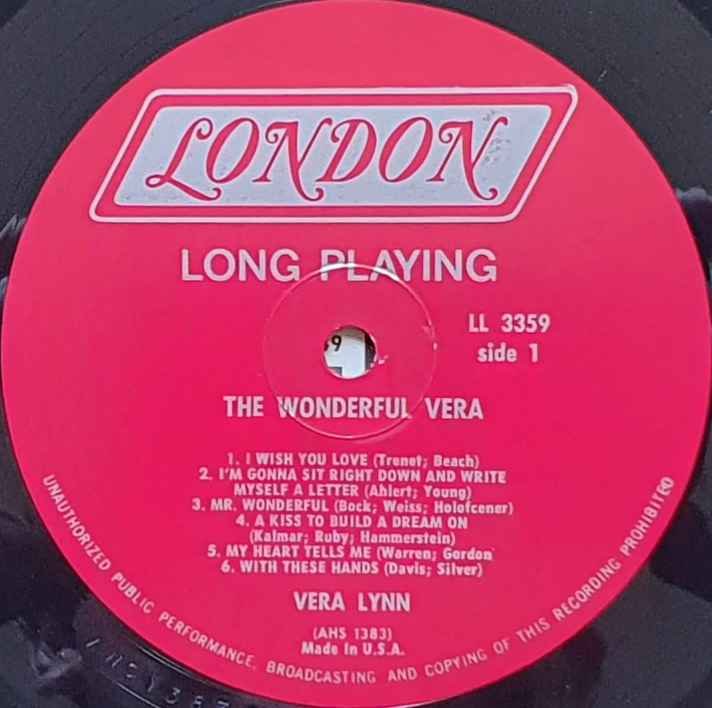 LONDON
LONG PLAYING
LL 3359
side 1
THE WONDERFUL VERA
1. I WISH YOU LOVE (Trenet; Beach)
2. I'M GONNA SIT RIGHT DOWN AND WRITE
MYSELF A LETTER (Ahlert; Young)
3. MR. WONDERFUL (Bock; Weiss; Holofcener)
4. A KISS TO BUILD A DREAM ON
(Kalmar; Ruby; Hammerstein)
5. MY HEART TELLS ME (Warren; Gordon
6. WITH THESE HANDS (Davis; Silver)
VERA LYNN
(AHS 1383)
Made In U.S.A.
UNAUTHORIZED PUBLIC PERFORMANCE, BROADCASTING AND COPYING OF THIS RECORDING PROHIBITED